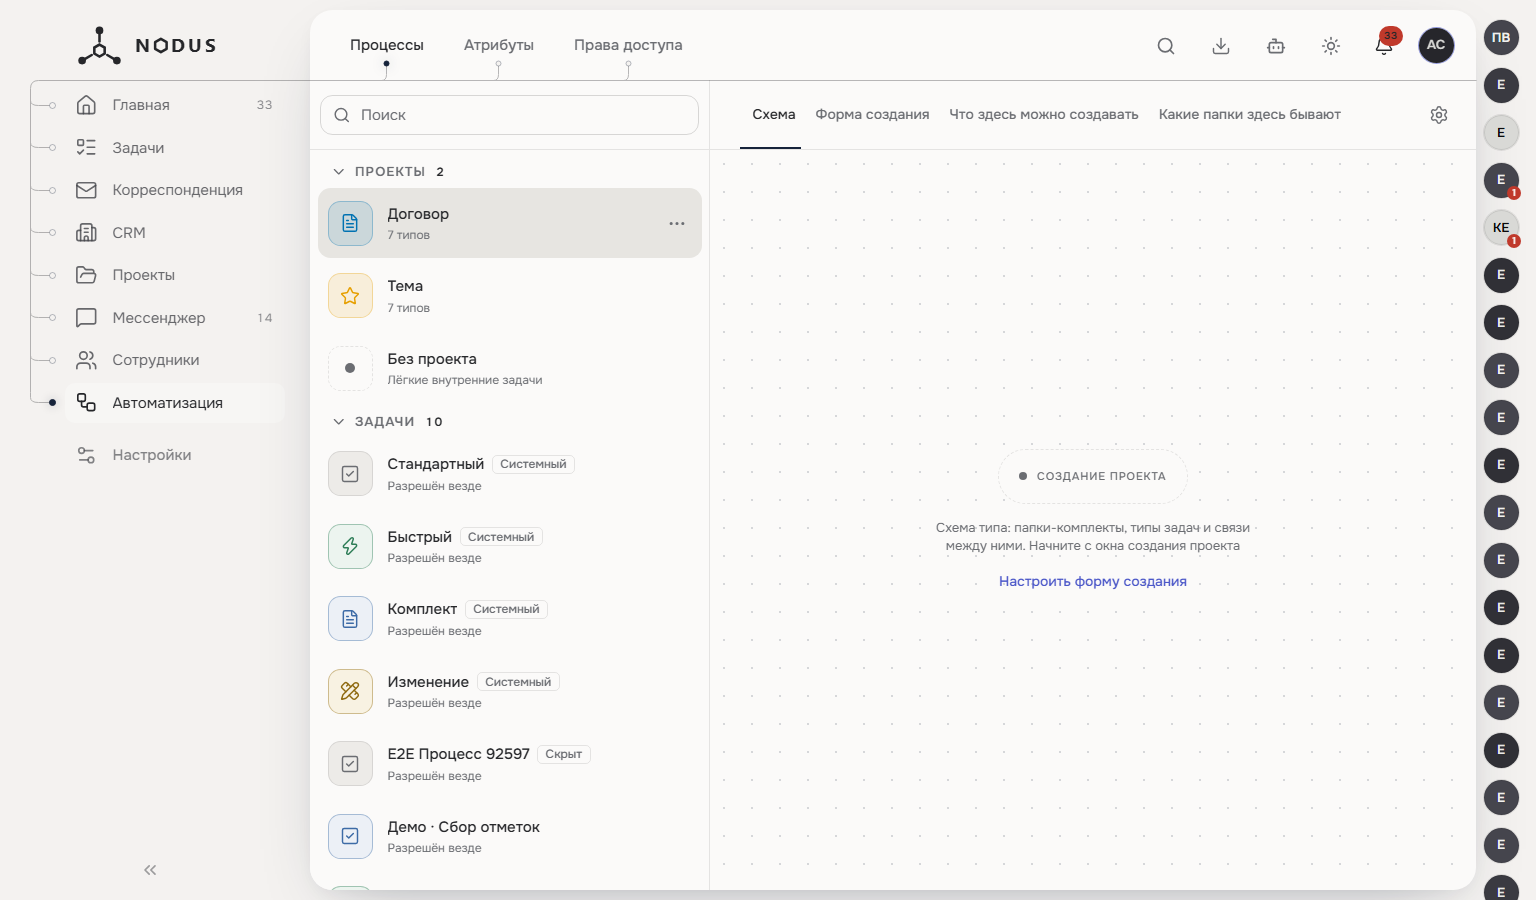 NODUS
Процессы
Атрибуты
Права доступа
33
АС
Главная 33
Задачи
Корреспонденция
CRM
Проекты
Мессенджер 14
Сотрудники
Автоматизация
Настройки
Поиск
ПРОЕКТЫ 2
Договор
7 типов
Тема
7 типов
Без проекта
Лёгкие внутренние задачи
ЗАДАЧИ 10
Стандартный Системный
Разрешён везде
Быстрый Системный
Разрешён везде
Комплект Системный
Разрешён везде
Изменение Системный
Разрешён везде
E2E Процесс 92597 Скрыт
Разрешён везде
Демо · Сбор отметок
Разрешён везде
Схема
Форма создания
Что здесь можно создавать
Какие папки здесь бывают
СОЗДАНИЕ ПРОЕКТА
Схема типа: папки-комплекты, типы задач и связи
между ними. Начните с окна создания проекта
Настроить форму создания
ПВ
Е
Е
Е
1
КЕ
1
Е
Е
Е
Е
Е
Е
Е
Е
Е
Е
Е
Е
Е
Е